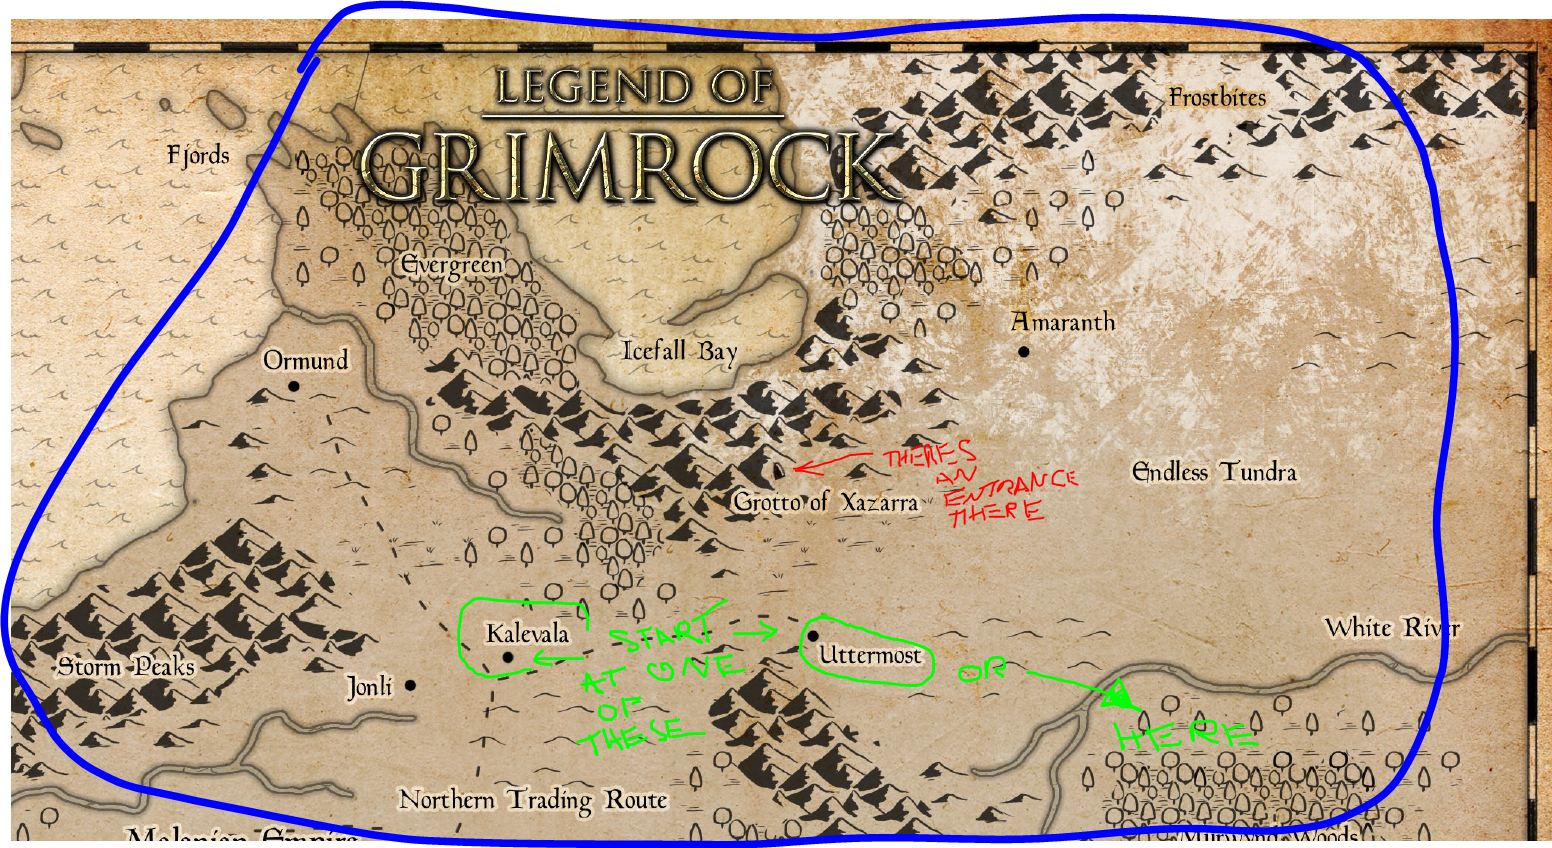 LEGEND OF
GRIMROCK
Frostbites
Fjords
Evergreen
Amaranth
Icefall Bay
Ormund
THERES
AN
ENTRANCE
THERE
Endless Tundra
Grotto of Xazarra
Kalevala
START
AT ONE
OF
THESE
Uttermost
OR
HERE
White River
Storm Peaks
Jonli
Northern Trading Route
Malanian Empire
Murwynd Woods